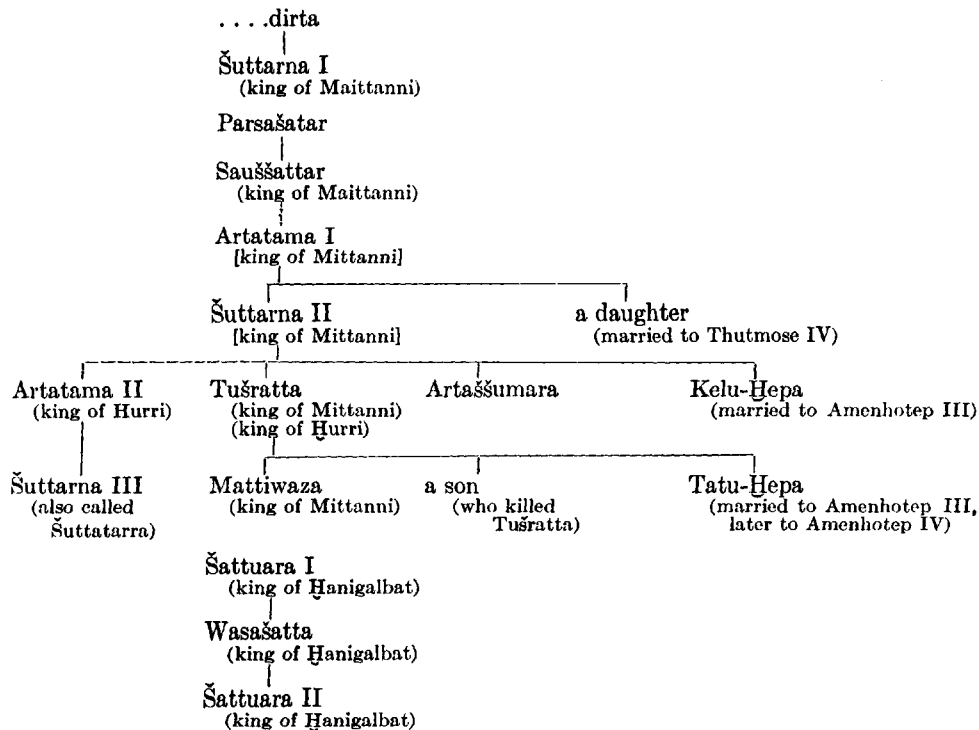 . . . .dirta
Šuttarna I
(king of Maittanni)
Parsašatar
Sauššattar
(king of Maittanni)
Artatama I
[king of Mittanni]
Šuttarna II a daughter
[king of Mittanni] (married to Thutmose IV)
Artatama II Tušratta Artaššumara Kelu-Ḫepa
(king of Hurri) (king of Mittanni) (married to Amenhotep III)
(king of Ḫurri)
Šuttarna III Mattiwaza a son Tatu-Ḫepa
(also called (king of Mittanni) (who killed (married to Amenhotep III,
Šuttatarra) Tušratta) later to Amenhotep IV)
Šattuara I
(king of Ḫanigalbat)
Wasašatta
(king of Ḫanigalbat)
Šattuara II
(king of Ḫanigalbat)